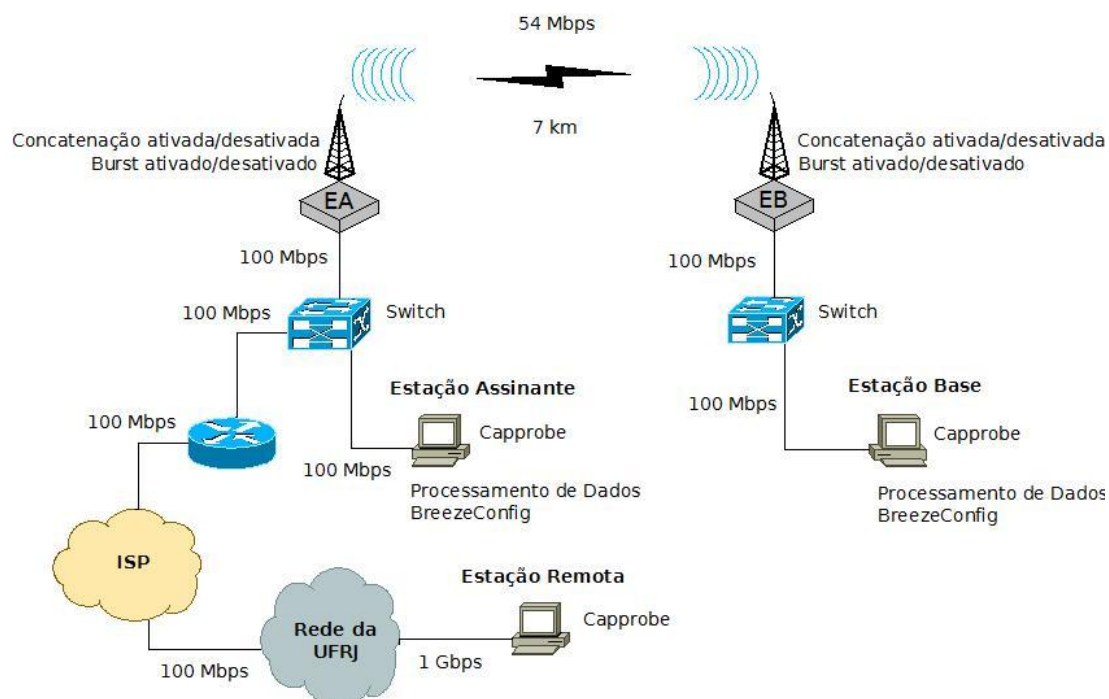 54 Mbps
7 km
Concatenação ativada/desativada
Burst ativado/desativado
Concatenação ativada/desativada
Burst ativado/desativado
EA
EB
100 Mbps
100 Mbps
100 Mbps
Switch
Switch
Estação Assinante
Estação Base
100 Mbps
100 Mbps
Capprobe
Capprobe
100 Mbps
Processamento de Dados
BreezeConfig
Processamento de Dados
BreezeConfig
ISP
Estação Remota
Capprobe
Rede da
UFRJ
100 Mbps
1 Gbps